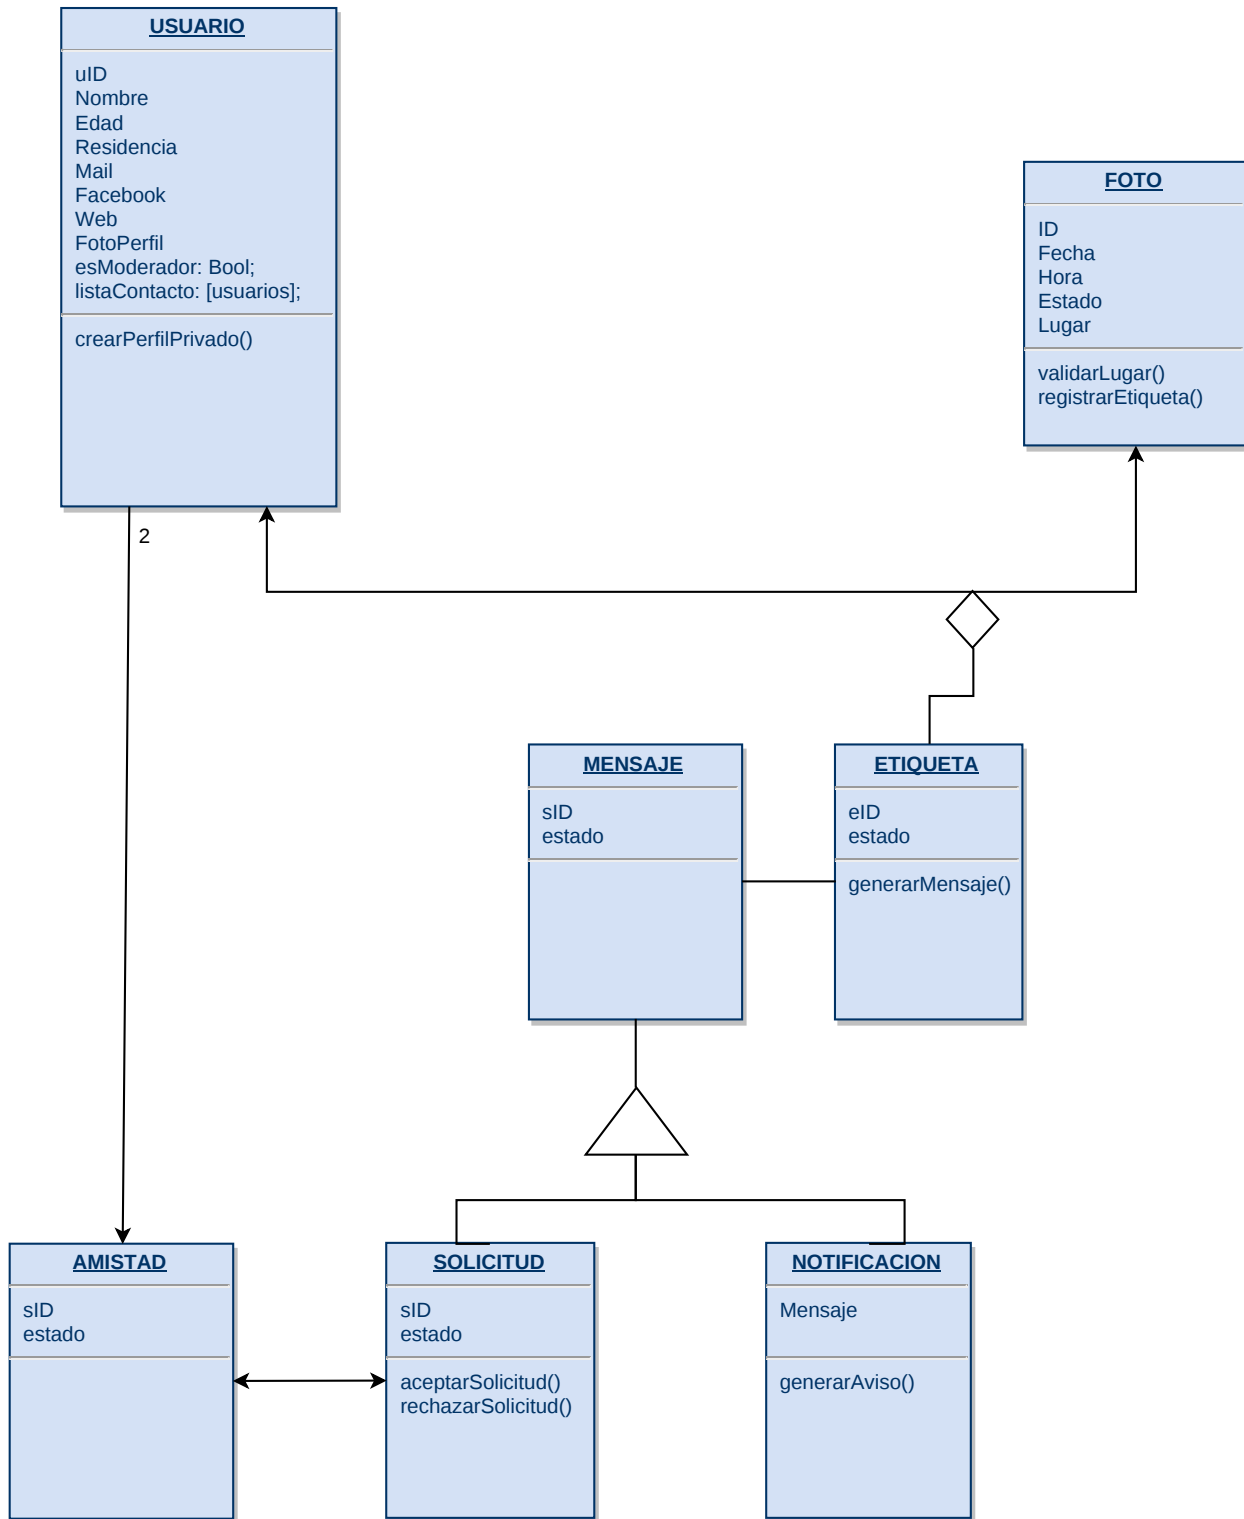 USUARIO
uID
Nombre
Edad
Residencia
Mail
Facebook
Web
FotoPerfil
esModerador: Bool;
listaContacto: [usuarios];
crearPerfilPrivado()
FOTO
ID
Fecha
Hora
Estado
Lugar
validarLugar()
registrarEtiqueta()
2
MENSAJE
sID
estado
ETIQUETA
eID
estado
generarMensaje()
AMISTAD
sID
estado
SOLICITUD
sID
estado
aceptarSolicitud()
rechazarSolicitud()
NOTIFICACION
Mensaje
generarAviso()